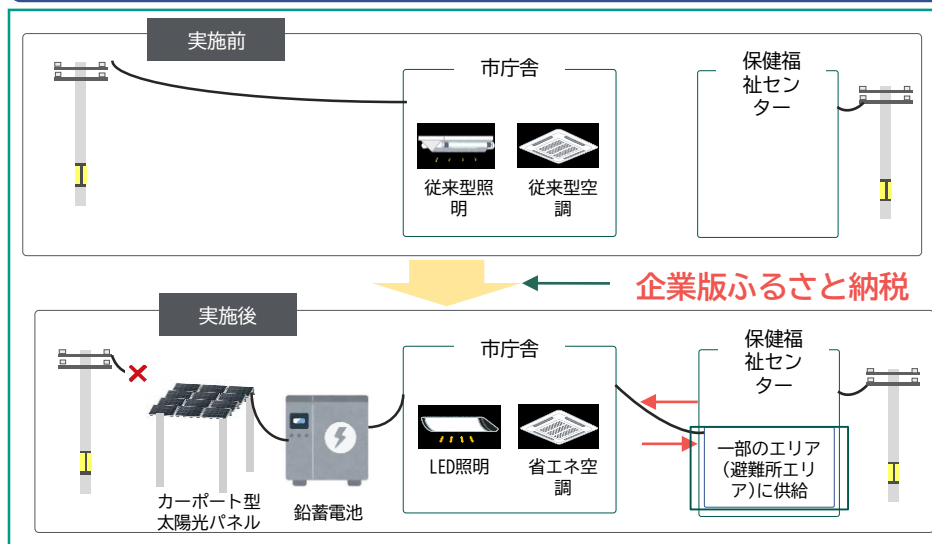 実施前
市庁舎
従来型照
明
従来型空
調
保健福
祉セン
ター
企業版ふるさと納税
実施後
カーポート型
太陽光パネル
鉛蓄電池
市庁舎
LED照明
省エネ空
調
保健福
祉セン
ター
一部のエリア
(避難所エリ
ア)に供給